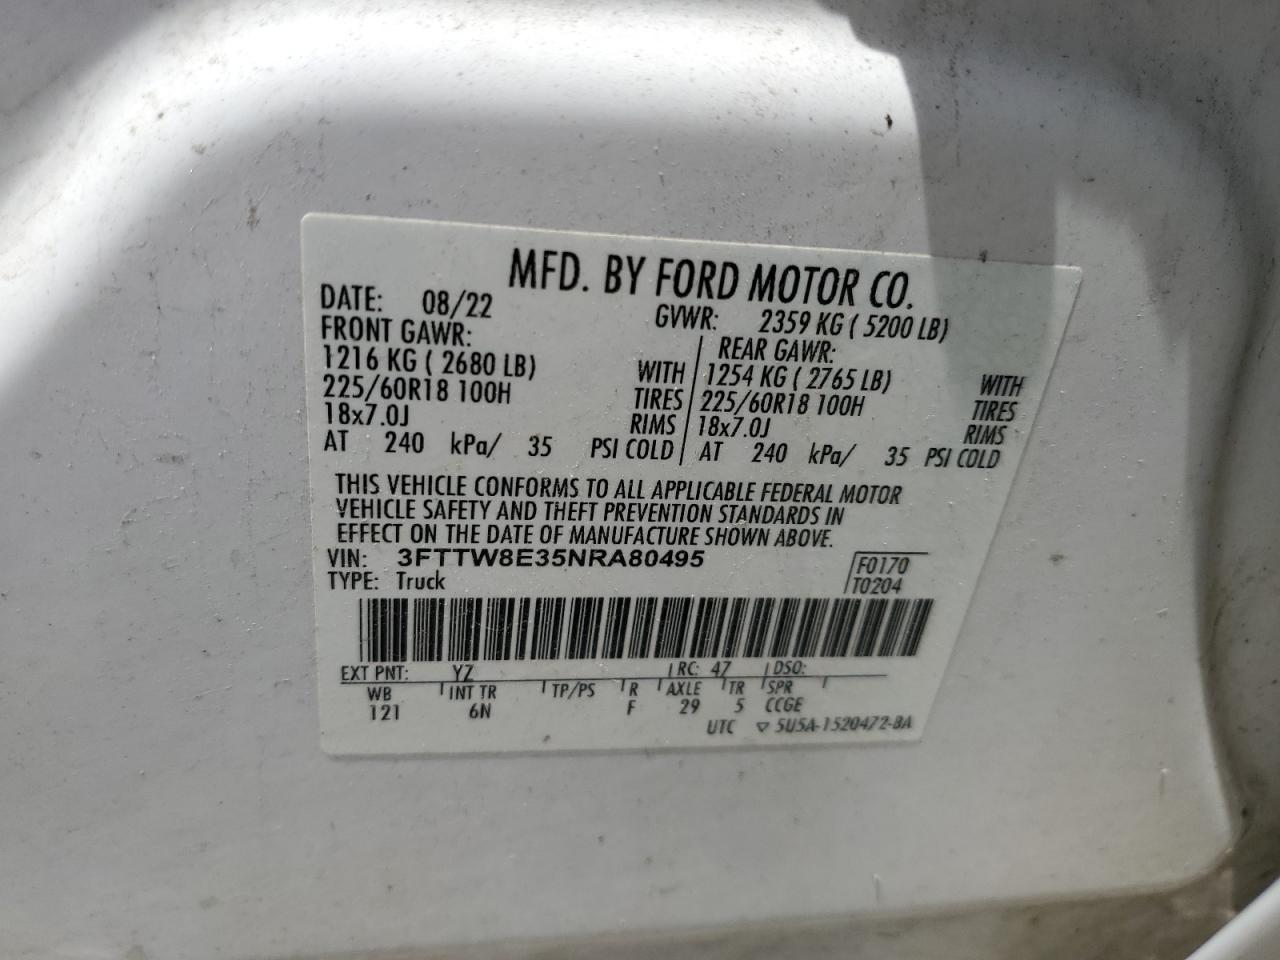 MFD. BY FORD MOTOR CO.
DATE: 08/22 GVWR: 2359 KG ( 5200 LB)
FRONT GAWR: REAR GAWR:
1216 KG ( 2680 LB) WITH 1254 KG ( 2765 LB) WITH
225/60R18 100H TIRES 225/60R18 100H TIRES
18x7.0J RIMS 18x7.0J RIMS
AT 240 kPa/ 35 PSI COLD AT 240 kPa/ 35 PSI COLD
THIS VEHICLE CONFORMS TO ALL APPLICABLE FEDERAL MOTOR
VEHICLE SAFETY AND THEFT PREVENTION STANDARDS IN
EFFECT ON THE DATE OF MANUFACTURE SHOWN ABOVE.
VIN: 3FTTW8E35NRA80495 F0170
TYPE: Truck T0204
EXT PNT: YZ RC: 47 DSO:
WB INT TR TP/PS R AXLE TR SPR
121 6N F 29 5 CCGE
UTC ▽ 5U5A-1520472-BA